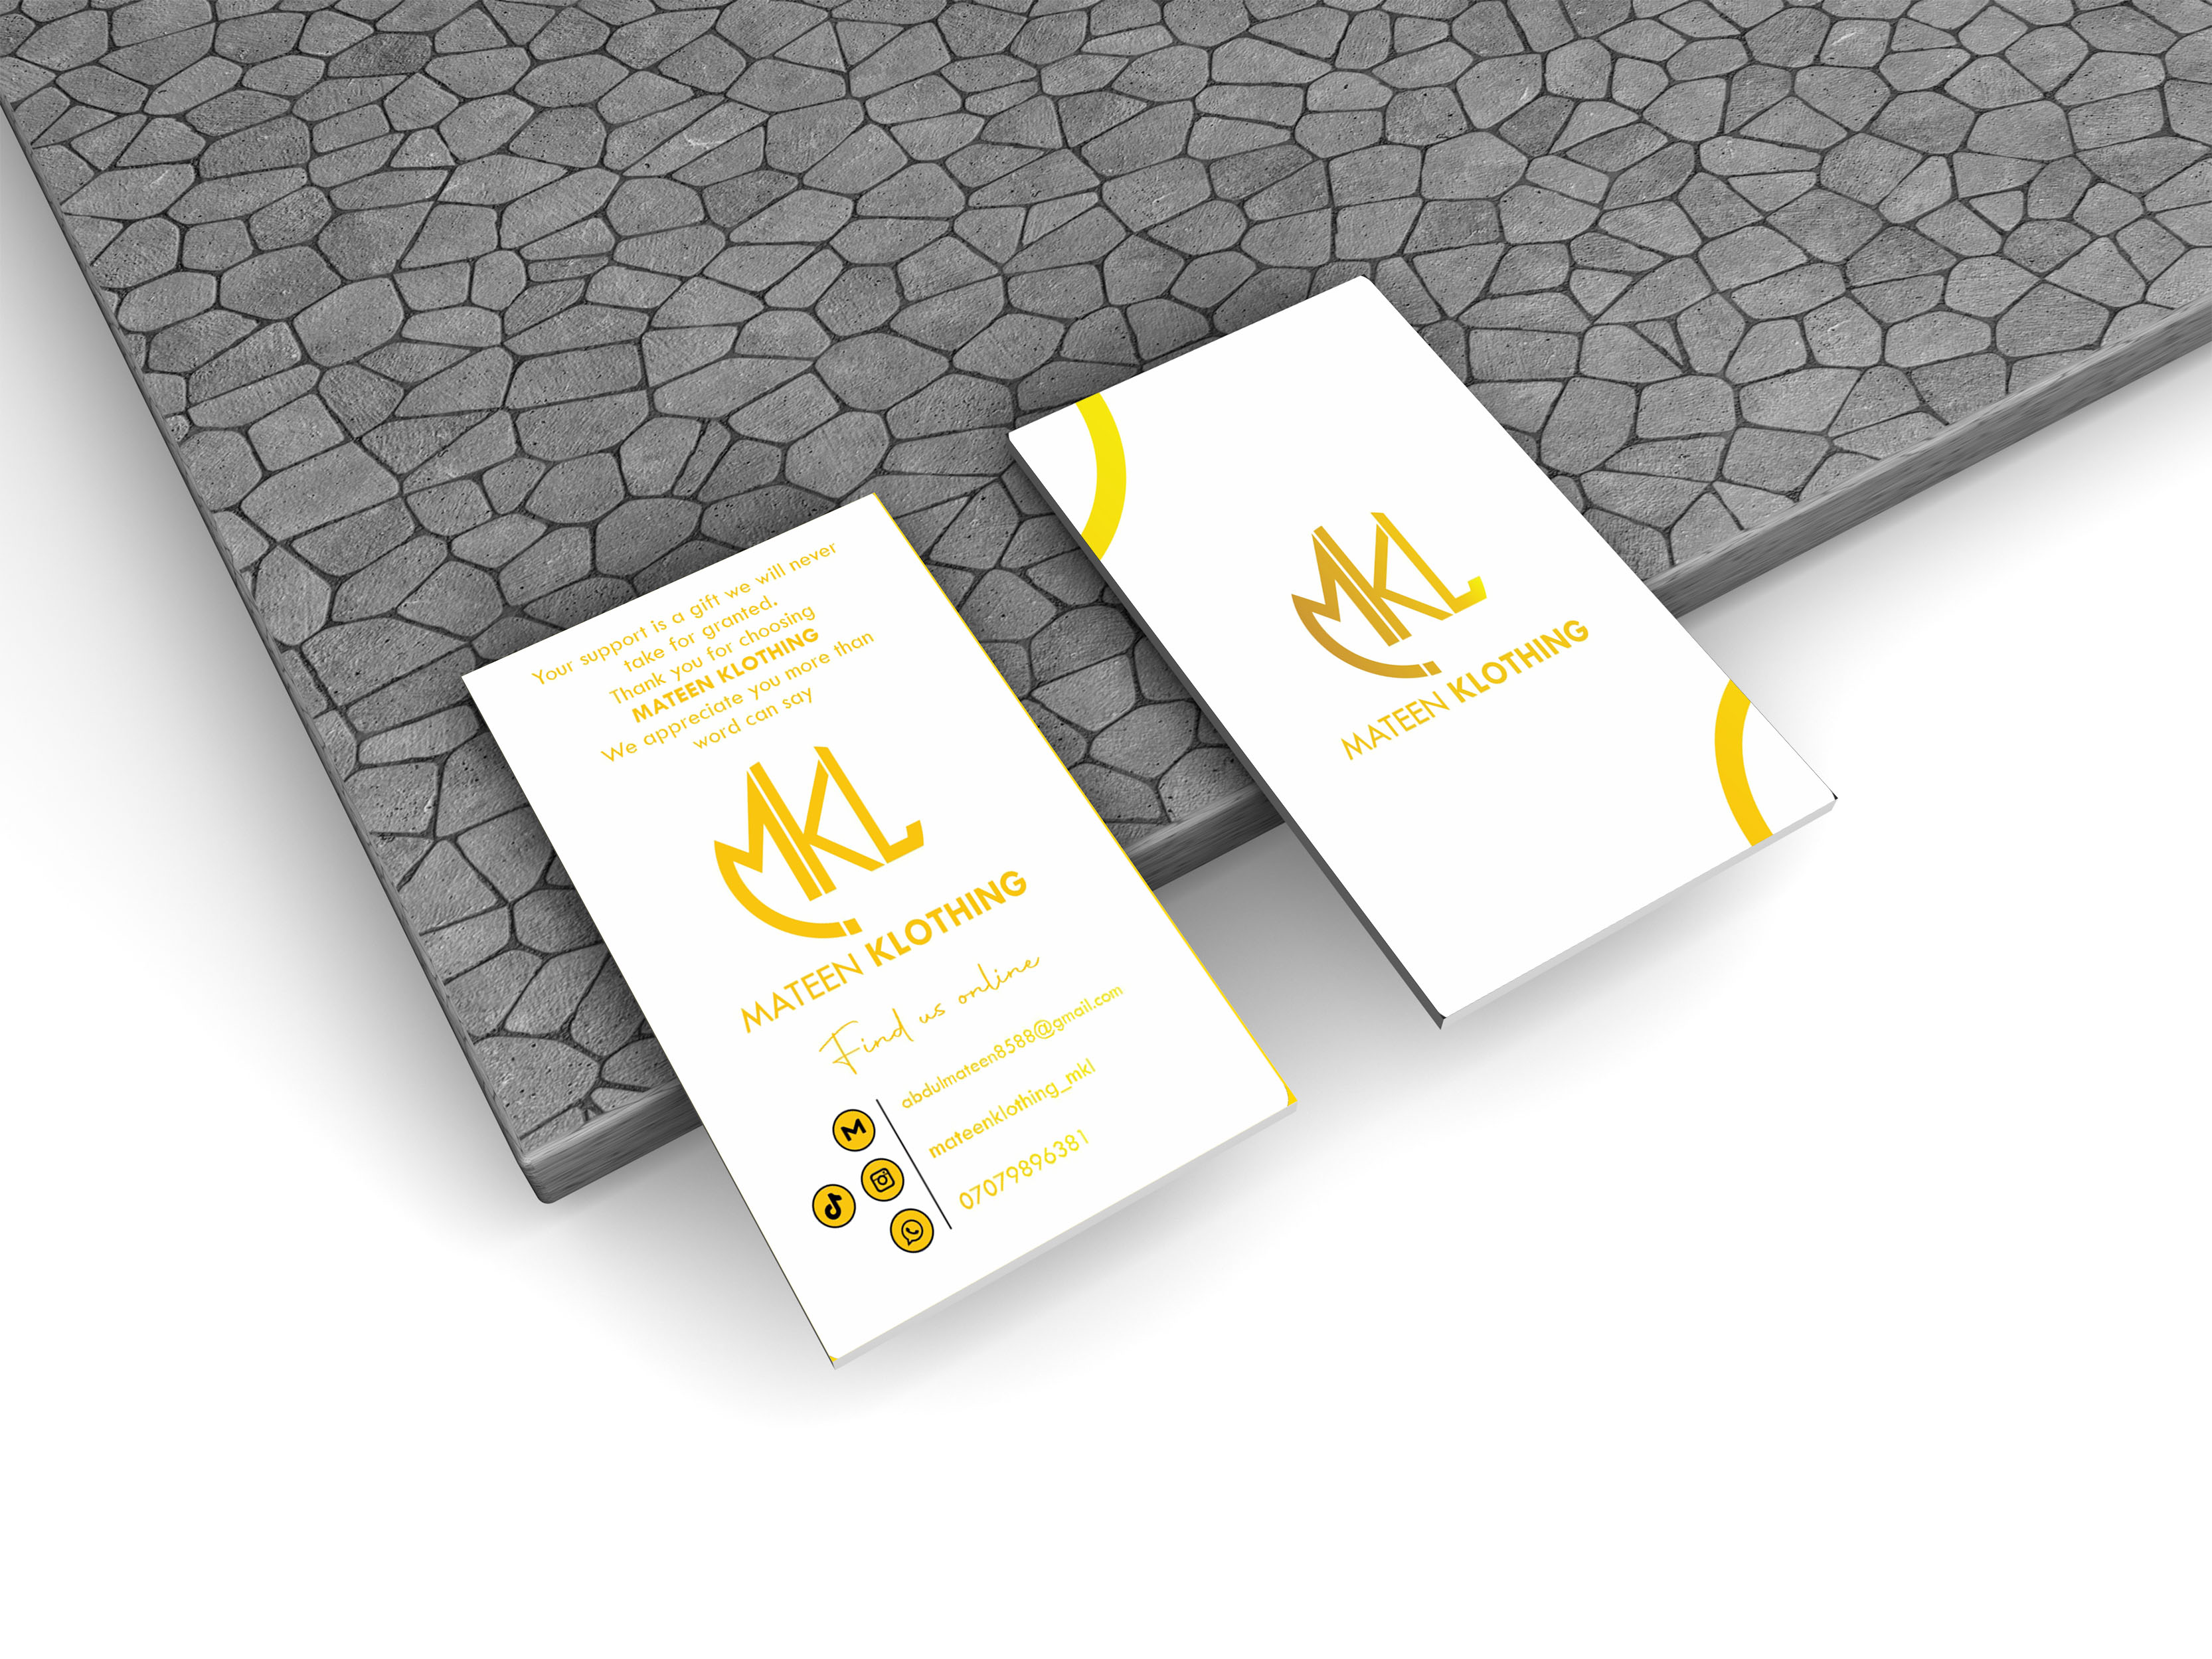 Your support is a gift we will never
take for granted.
Thank you for choosing
MATEEN KLOTHING
We appreciate you more than
word can say
MKL
MATEEN KLOTHING
Find us online
abdulmateen8588@gmail.com
mateenklothing_mkl
07079896381
MKL
MATEEN KLOTHING